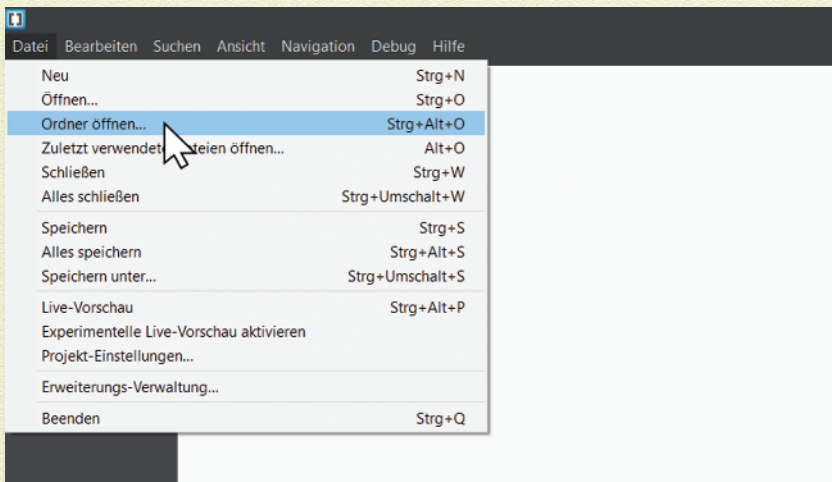 Datei Bearbeiten Suchen Ansicht Navigation Debug Hilfe
Neu Strg+N
Öffnen... Strg+O
Ordner öffnen... Strg+Alt+O
Zuletzt verwendete öffnen... Alt+O
Schließen Strg+W
Alles schließen Strg+Umschalt+W
Speichern Strg+S
Alles speichern Strg+Alt+S
Speichern unter... Strg+Umschalt+S
Live-Vorschau Strg+Alt+P
Experimentelle Live-Vorschau aktivieren
Projekt-Einstellungen...
Erweiterungs-Verwaltung...
Beenden Strg+Q